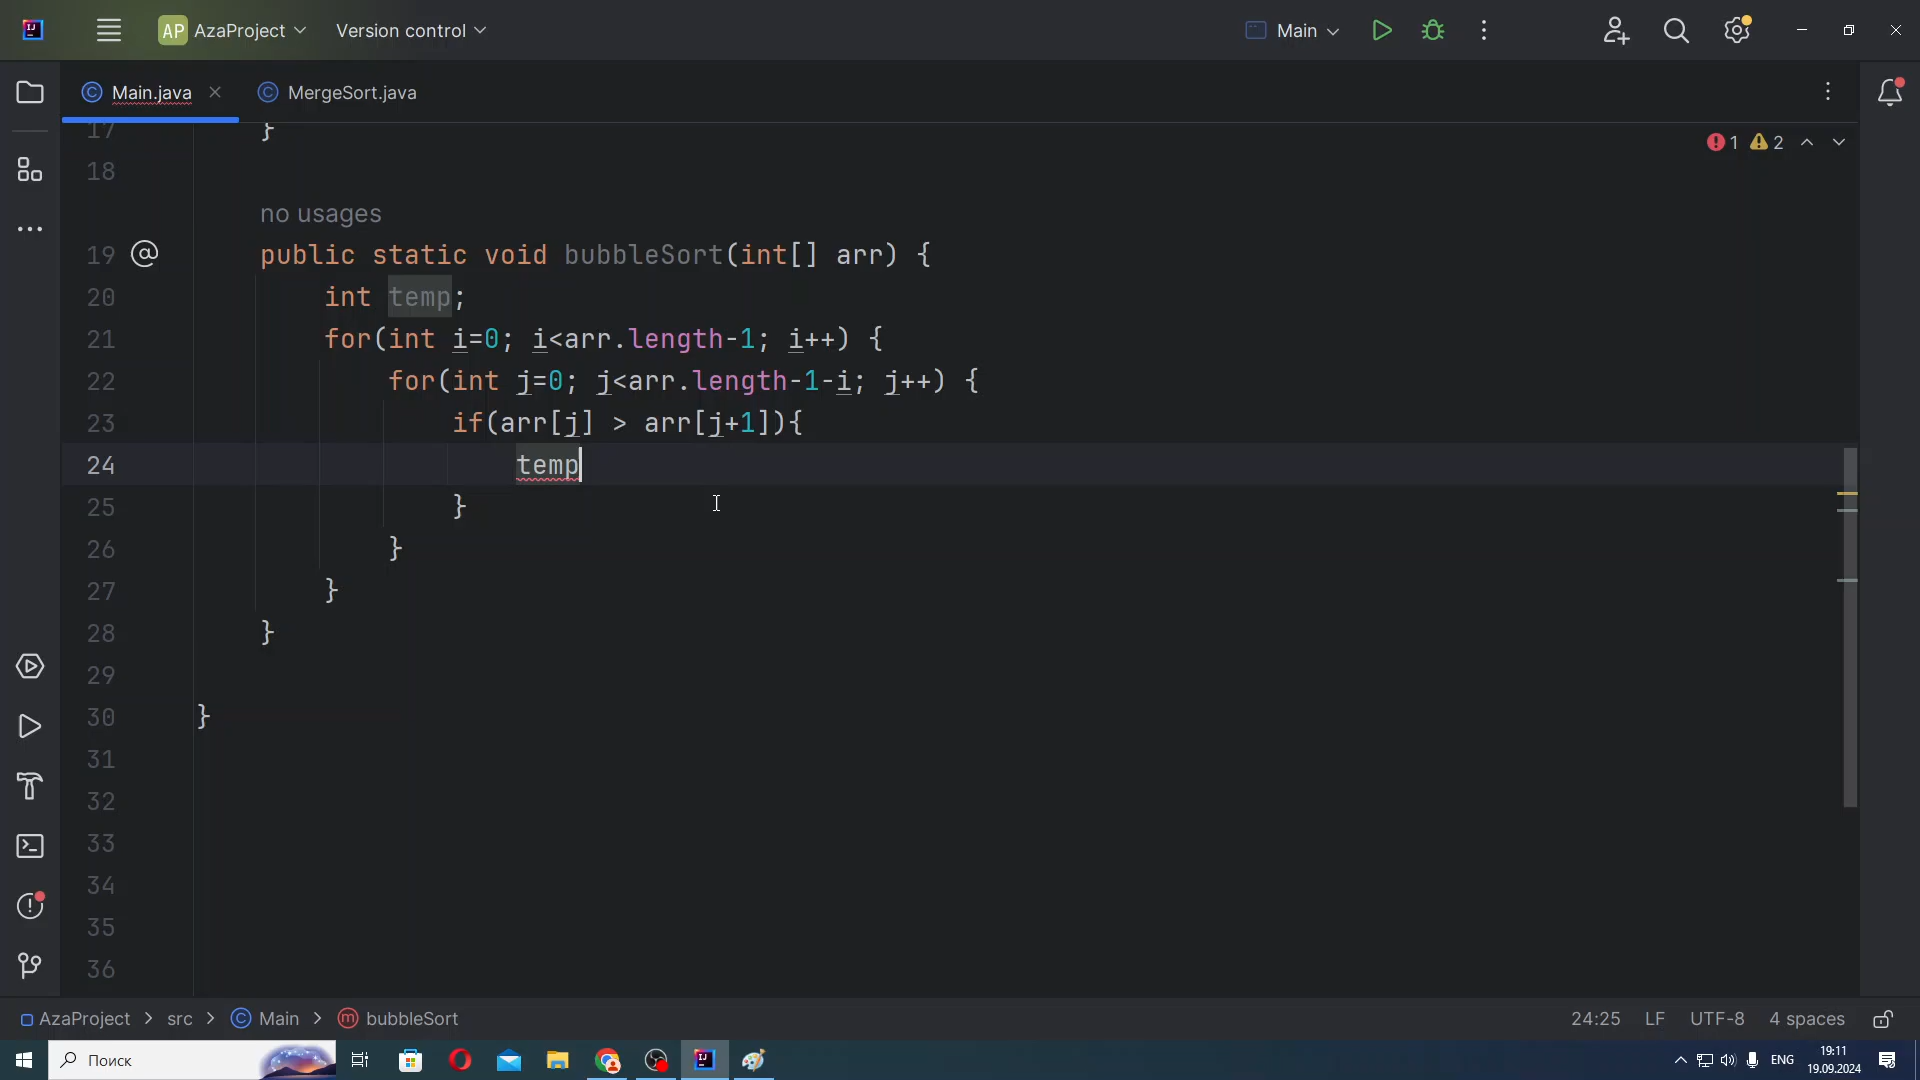 AP AzaProject Version control Main
Main.java MergeSort.java
17 }
1 2
18
no usages
19 public static void bubbleSort(int[] arr) {
20 int temp;
21 for(int i=0; i<arr.length-1; i++) {
22 for(int j=0; j<arr.length-1-i; j++) {
23 if(arr[j] > arr[j+1]){
24 temp
25 }
26 }
27 }
28 }
29
30 }
31
32
33
34
35
36
AzaProject > src > Main > bubbleSort 24:25 LF UTF-8 4 spaces
Поиск ENG 19:11
19.09.2024